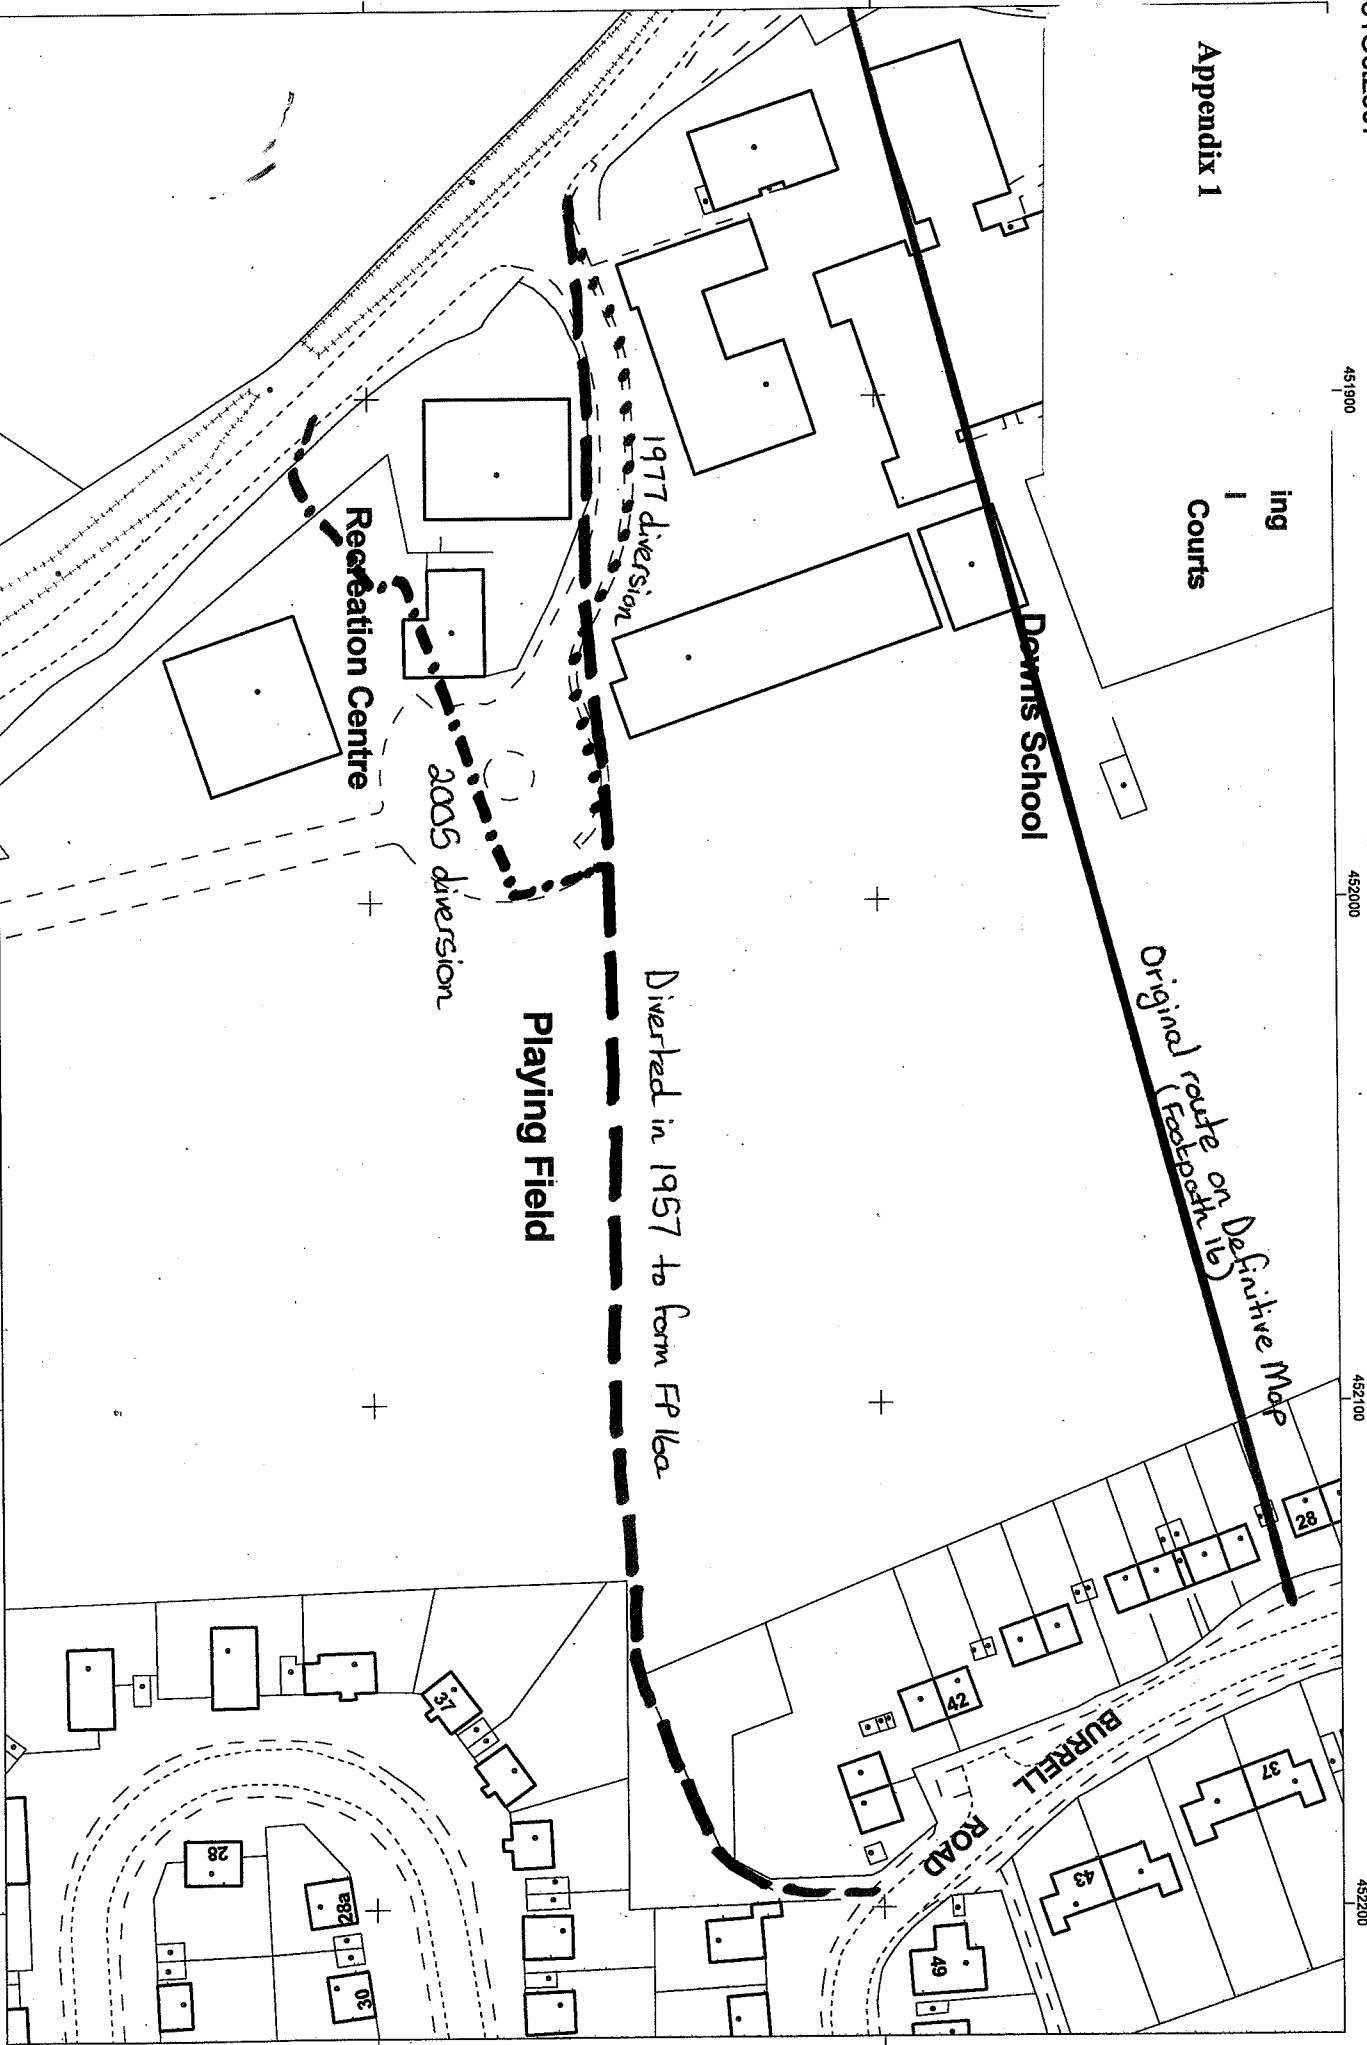 Appendix 1
451900
452000
452100
452200
ing
l
Courts
Downs School
Original route on Definitive Map
(Footpath 16)
1977 diversion
Diverted in 1957 to form FP 16a
Recreation Centre
2005 diversion
Playing Field
BURRELL
ROAD
28
42
37
43
49
37
28
28a
30